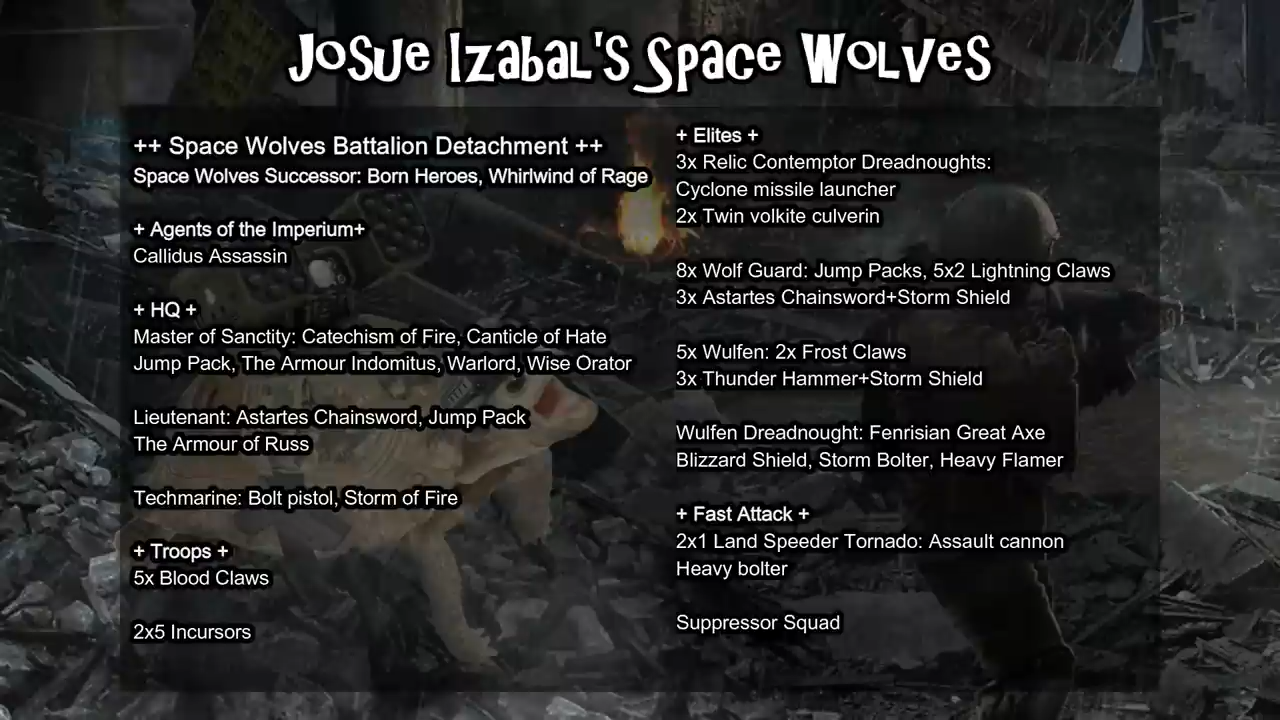 Josue Izabal's Space Wolves
++ Space Wolves Battalion Detachment ++
Space Wolves Successor: Born Heroes, Whirlwind of Rage
+ Agents of the Imperium+
Callidus Assassin
+ HQ +
Master of Sanctity: Catechism of Fire, Canticle of Hate
Jump Pack, The Armour Indomitus, Warlord, Wise Orator
Lieutenant: Astartes Chainsword, Jump Pack
The Armour of Russ
Techmarine: Bolt pistol, Storm of Fire
+ Troops +
5x Blood Claws
2x5 Incursors
+ Elites +
3x Relic Contemptor Dreadnoughts:
Cyclone missile launcher
2x Twin volkite culverin
8x Wolf Guard: Jump Packs, 5x2 Lightning Claws
3x Astartes Chainsword+Storm Shield
5x Wulfen: 2x Frost Claws
3x Thunder Hammer+Storm Shield
Wulfen Dreadnought: Fenrisian Great Axe
Blizzard Shield, Storm Bolter, Heavy Flamer
+ Fast Attack +
2x1 Land Speeder Tornado: Assault cannon
Heavy bolter
Suppressor Squad